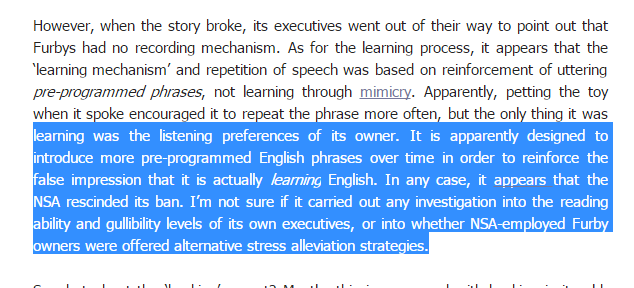 However, when the story broke, its executives went out of their way to point out that
Furbys had no recording mechanism. As for the learning process, it appears that the
‘learning mechanism’ and repetition of speech was based on reinforcement of uttering
pre-programmed phrases, not learning through mimicry. Apparently, petting the toy
when it spoke encouraged it to repeat the phrase more often, but the only thing it was
learning was the listening preferences of its owner. It is apparently designed to
introduce more pre-programmed English phrases over time in order to reinforce the
false impression that it is actually learning English. In any case, it appears that the
NSA rescinded its ban. I’m not sure if it carried out any investigation into the reading
ability and gullibility levels of its own executives, or into whether NSA-employed Furby
owners were offered alternative stress alleviation strategies.